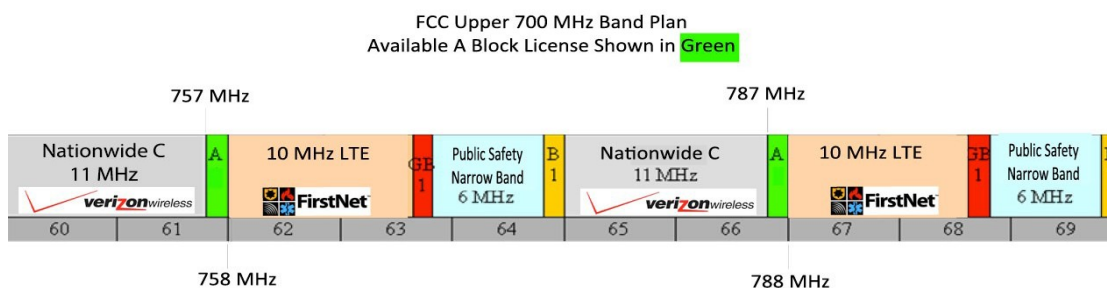 FCC Upper 700 MHz Band Plan
Available A Block License Shown in Green
757 MHz
787 MHz
Nationwide C
11 MHz
verizonwireless
A
10 MHz LTE
FirstNet
GB
1
Public Safety
Narrow Band
6 MHz
B
1
Nationwide C
11 MHz
verizonwireless
A
10 MHz LTE
FirstNet
GB
1
Public Safety
Narrow Band
6 MHz
60 61 62 63 64 65 66 67 68 69
758 MHz
788 MHz